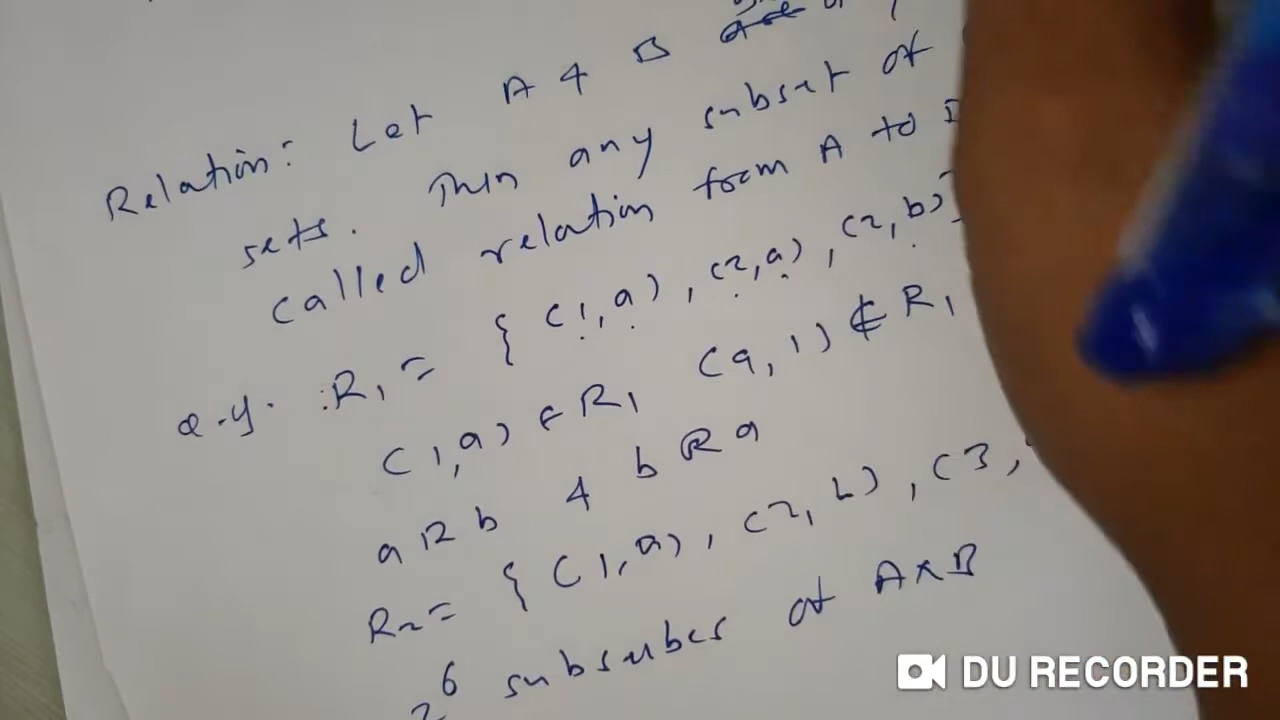 Relation: Let A & B
sets. Then any subset of
called relation from A to
e.g. :R1 = { (1,a), (2,a), (2,b)}
(1,a) ∈ R1 (a,1) ∉ R1
a R b & b R a
R2 = { (1,a), (2,b), (3,
2^6 subsubes of A×B
DU RECORDER